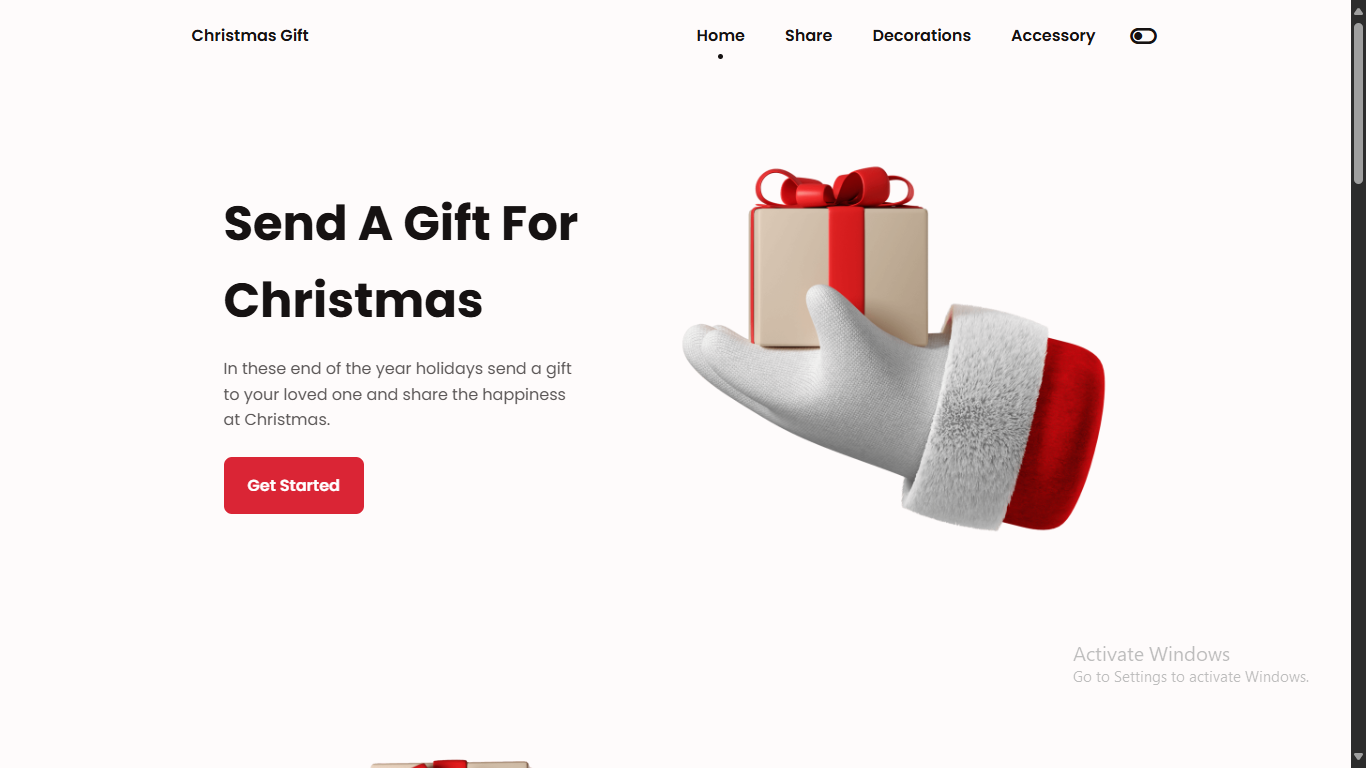 Christmas Gift
Home
Share
Decorations
Accessory
Send A Gift For
Christmas
In these end of the year holidays send a gift
to your loved one and share the happiness
at Christmas.
Get Started
Activate Windows
Go to Settings to activate Windows.